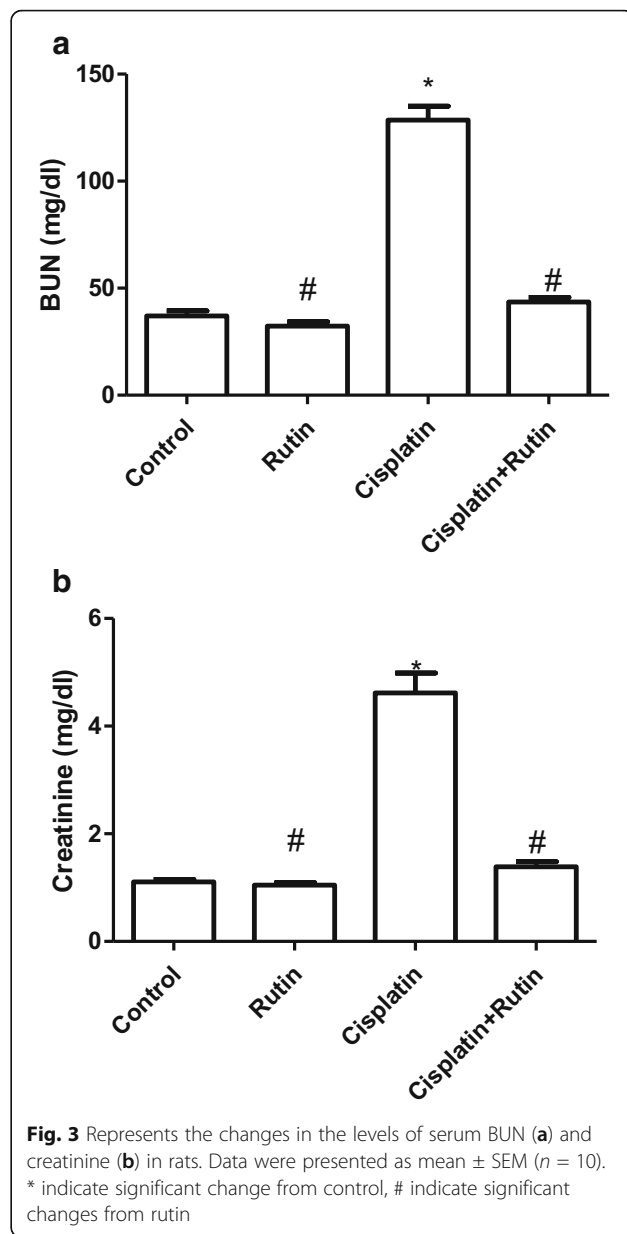 a
150
100
50
0
BUN (mg/dl)
*
#
#
Control
Rutin
Cisplatin
Cisplatin+Rutin
b
6
4
2
0
Creatinine (mg/dl)
*
#
#
Control
Rutin
Cisplatin
Cisplatin+Rutin
Fig. 3 Represents the changes in the levels of serum BUN (a) and
creatinine (b) in rats. Data were presented as mean ± SEM (n = 10).
* indicate significant change from control, # indicate significant
changes from rutin